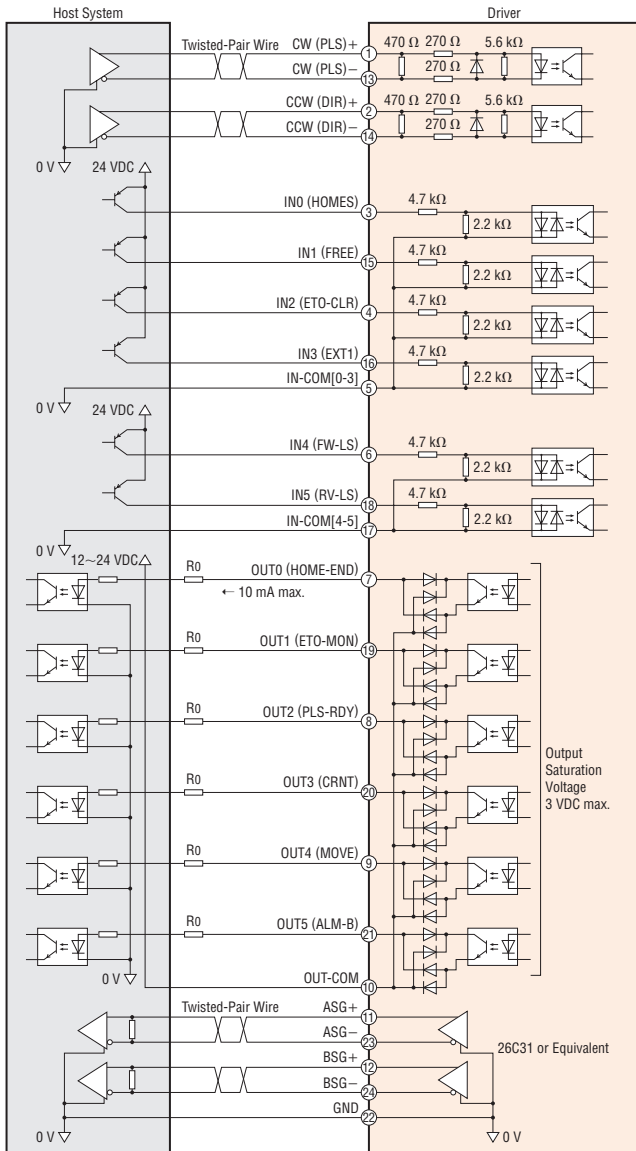 Host System
Driver
Twisted-Pair Wire
CW (PLS)+
1
470 Ω
270 Ω
5.6 kΩ
CW (PLS)−
13
270 Ω
CCW (DIR)+
2
470 Ω
270 Ω
5.6 kΩ
CCW (DIR)−
14
270 Ω
0 V
24 VDC
IN0 (HOMES)
3
4.7 kΩ
2.2 kΩ
IN1 (FREE)
15
4.7 kΩ
2.2 kΩ
IN2 (ETO-CLR)
4
4.7 kΩ
2.2 kΩ
IN3 (EXT1)
16
4.7 kΩ
IN-COM[0-3]
5
2.2 kΩ
0 V
24 VDC
IN4 (FW-LS)
6
4.7 kΩ
2.2 kΩ
IN5 (RV-LS)
18
4.7 kΩ
IN-COM[4-5]
17
2.2 kΩ
0 V
12~24 VDC
R0
OUT0 (HOME-END)
7
← 10 mA max.
R0
OUT1 (ETO-MON)
19
R0
OUT2 (PLS-RDY)
8
Output
Saturation
Voltage
3 VDC max.
R0
OUT3 (CRNT)
20
R0
OUT4 (MOVE)
9
R0
OUT5 (ALM-B)
21
0 V
OUT-COM
10
Twisted-Pair Wire
ASG+
11
ASG−
23
26C31 or Equivalent
BSG+
12
BSG−
24
GND
22
0 V
0 V